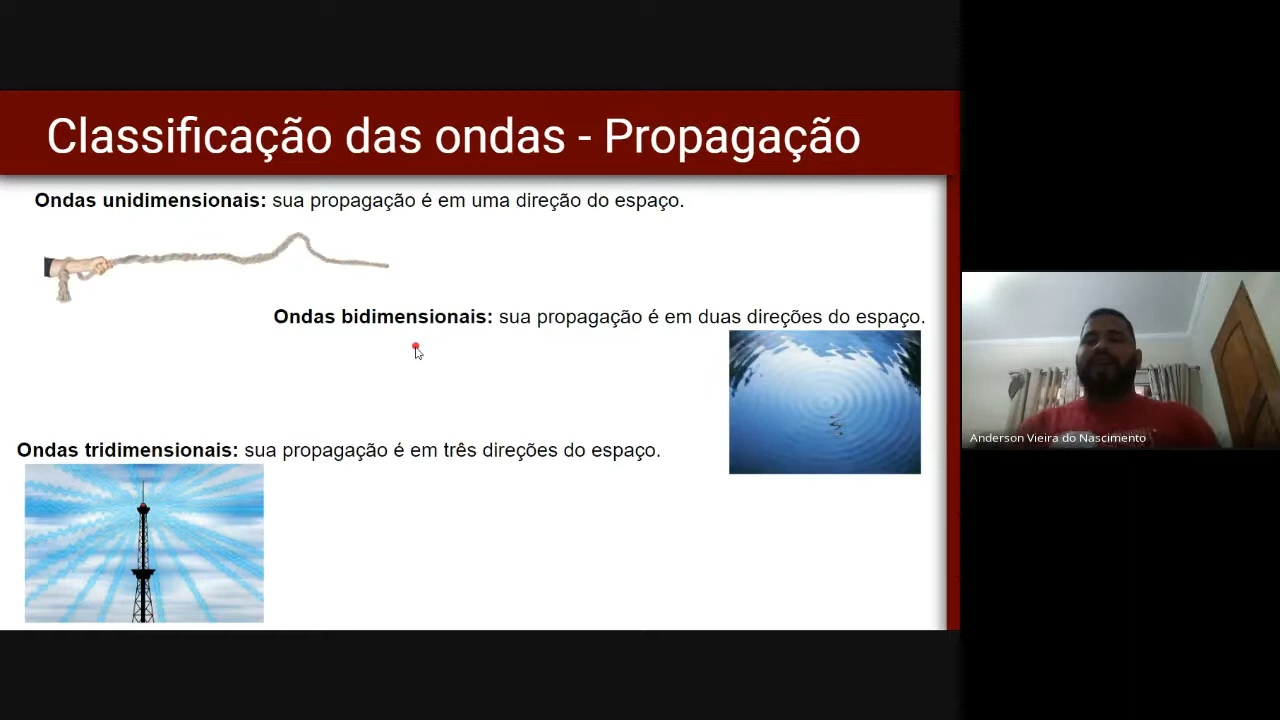 Classificação das ondas - Propagação
Ondas unidimensionais: sua propagação é em uma direção do espaço.
Ondas bidimensionais: sua propagação é em duas direções do espaço.
Ondas tridimensionais: sua propagação é em três direções do espaço.
Anderson Vieira do Nascimento